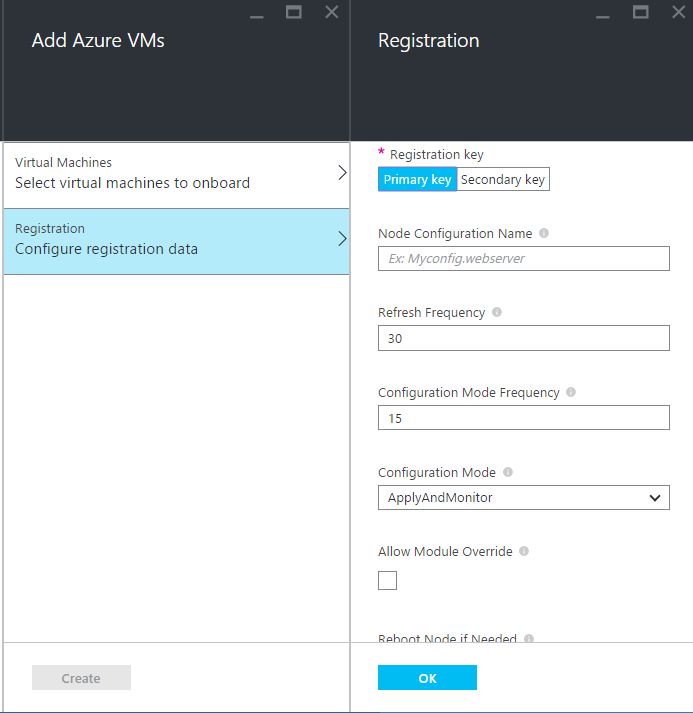 Add Azure VMs
Virtual Machines
Select virtual machines to onboard
Registration
Configure registration data
Create
Registration
* Registration key
Primary key Secondary key
Node Configuration Name
Ex: Myconfig.webserver
Refresh Frequency
30
Configuration Mode Frequency
15
Configuration Mode
ApplyAndMonitor
Allow Module Override
Reboot Node if Needed
OK